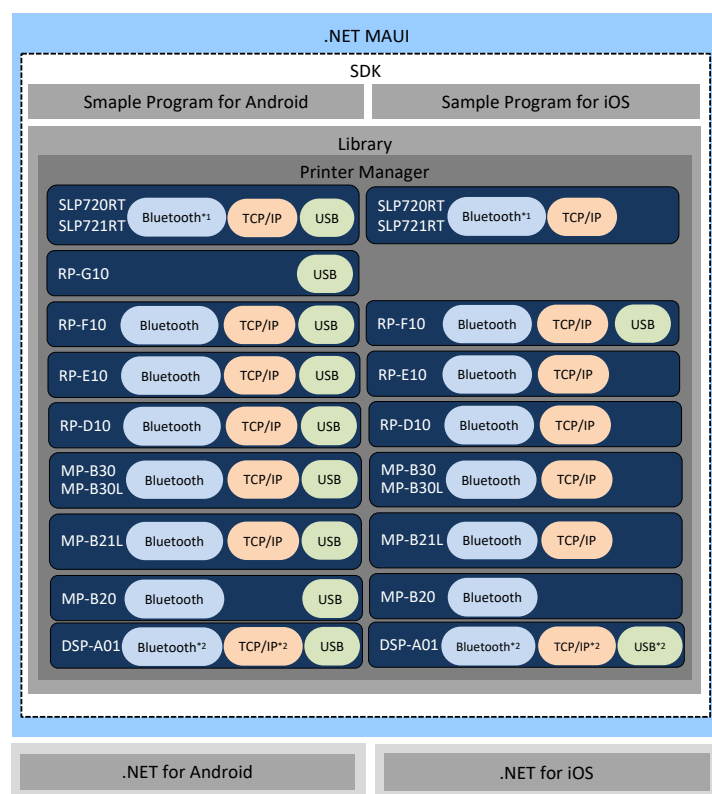 .NET MAUI
SDK
Smaple Program for Android
Sample Program for iOS
Library
Printer Manager
SLP720RT
SLP721RT
Bluetooth*1
TCP/IP
USB
SLP720RT
SLP721RT
Bluetooth*1
TCP/IP
RP-G10
USB
RP-F10
Bluetooth
TCP/IP
USB
RP-F10
Bluetooth
TCP/IP
USB
RP-E10
Bluetooth
TCP/IP
USB
RP-E10
Bluetooth
TCP/IP
RP-D10
Bluetooth
TCP/IP
USB
RP-D10
Bluetooth
TCP/IP
MP-B30
MP-B30L
Bluetooth
TCP/IP
USB
MP-B30
MP-B30L
Bluetooth
TCP/IP
MP-B21L
Bluetooth
TCP/IP
USB
MP-B21L
Bluetooth
TCP/IP
MP-B20
Bluetooth
USB
MP-B20
Bluetooth
DSP-A01
Bluetooth*2
TCP/IP*2
USB
DSP-A01
Bluetooth*2
TCP/IP*2
USB*2
.NET for Android
.NET for iOS